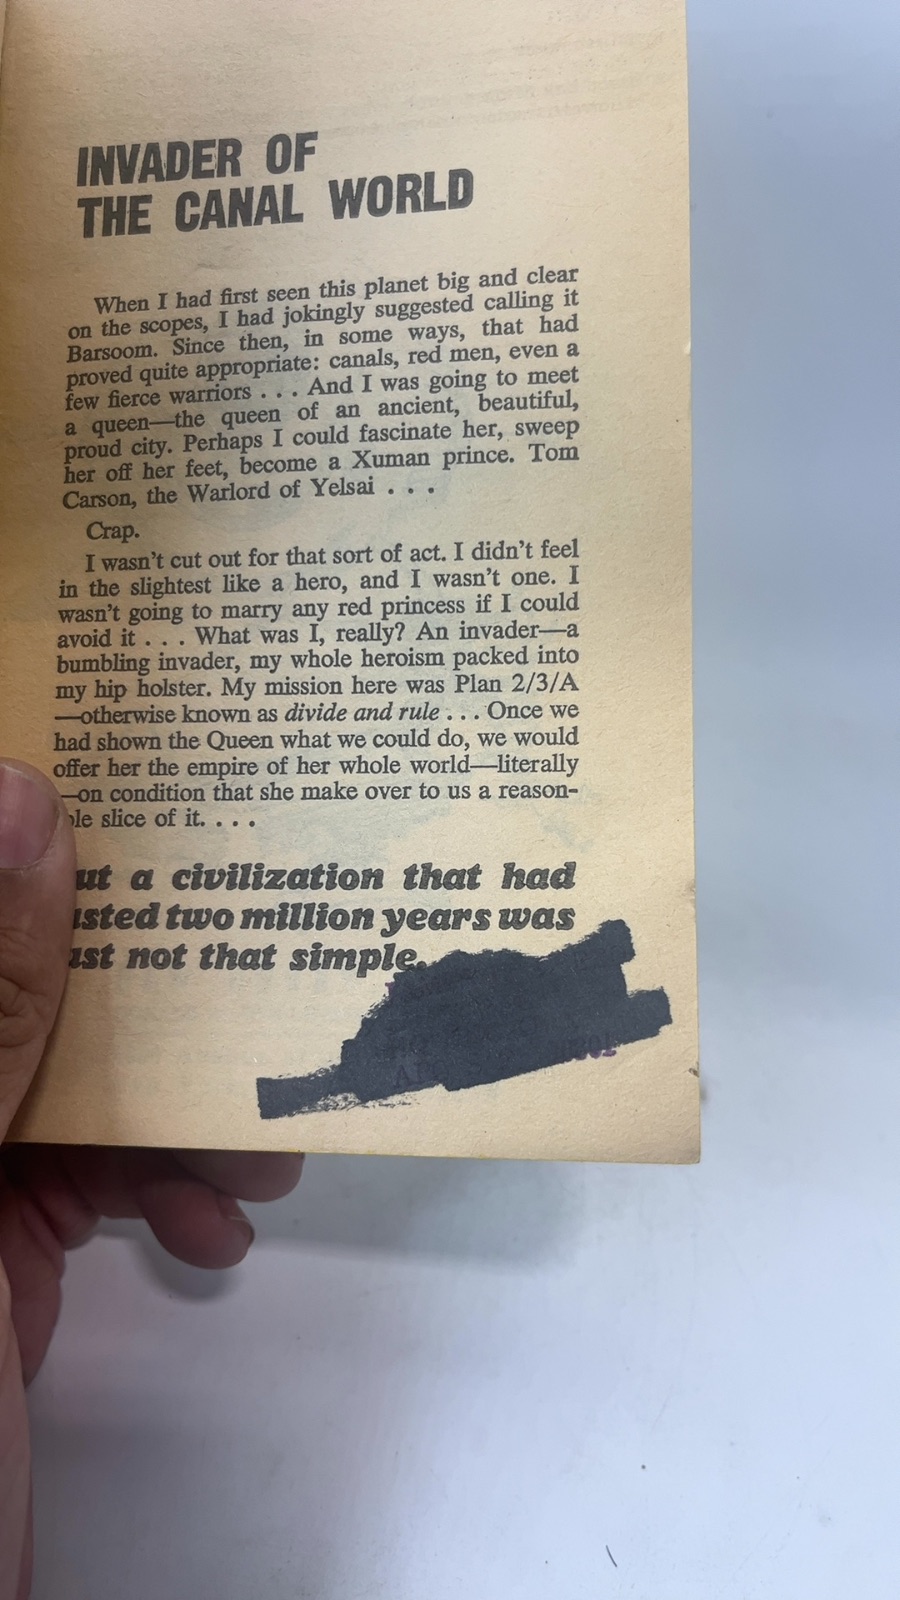 INVADER OF
THE CANAL WORLD
When I had first seen this planet big and clear
on the scopes, I had jokingly suggested calling it
Barsoom. Since then, in some ways, that had
proved quite appropriate: canals, red men, even a
few fierce warriors . . . And I was going to meet
a queen—the queen of an ancient, beautiful,
proud city. Perhaps I could fascinate her, sweep
her off her feet, become a Xuman prince. Tom
Carson, the Warlord of Yelsai . . .
Crap.
I wasn't cut out for that sort of act. I didn't feel
in the slightest like a hero, and I wasn't one. I
wasn't going to marry any red princess if I could
avoid it . . . What was I, really? An invader—a
bumbling invader, my whole heroism packed into
my hip holster. My mission here was Plan 2/3/A
—otherwise known as divide and rule . . . Once we
had shown the Queen what we could do, we would
offer her the empire of her whole world—literally
—on condition that she make over to us a reason-
ble slice of it. . . .
ut a civilization that had
sted two million years was
ust not that simple.